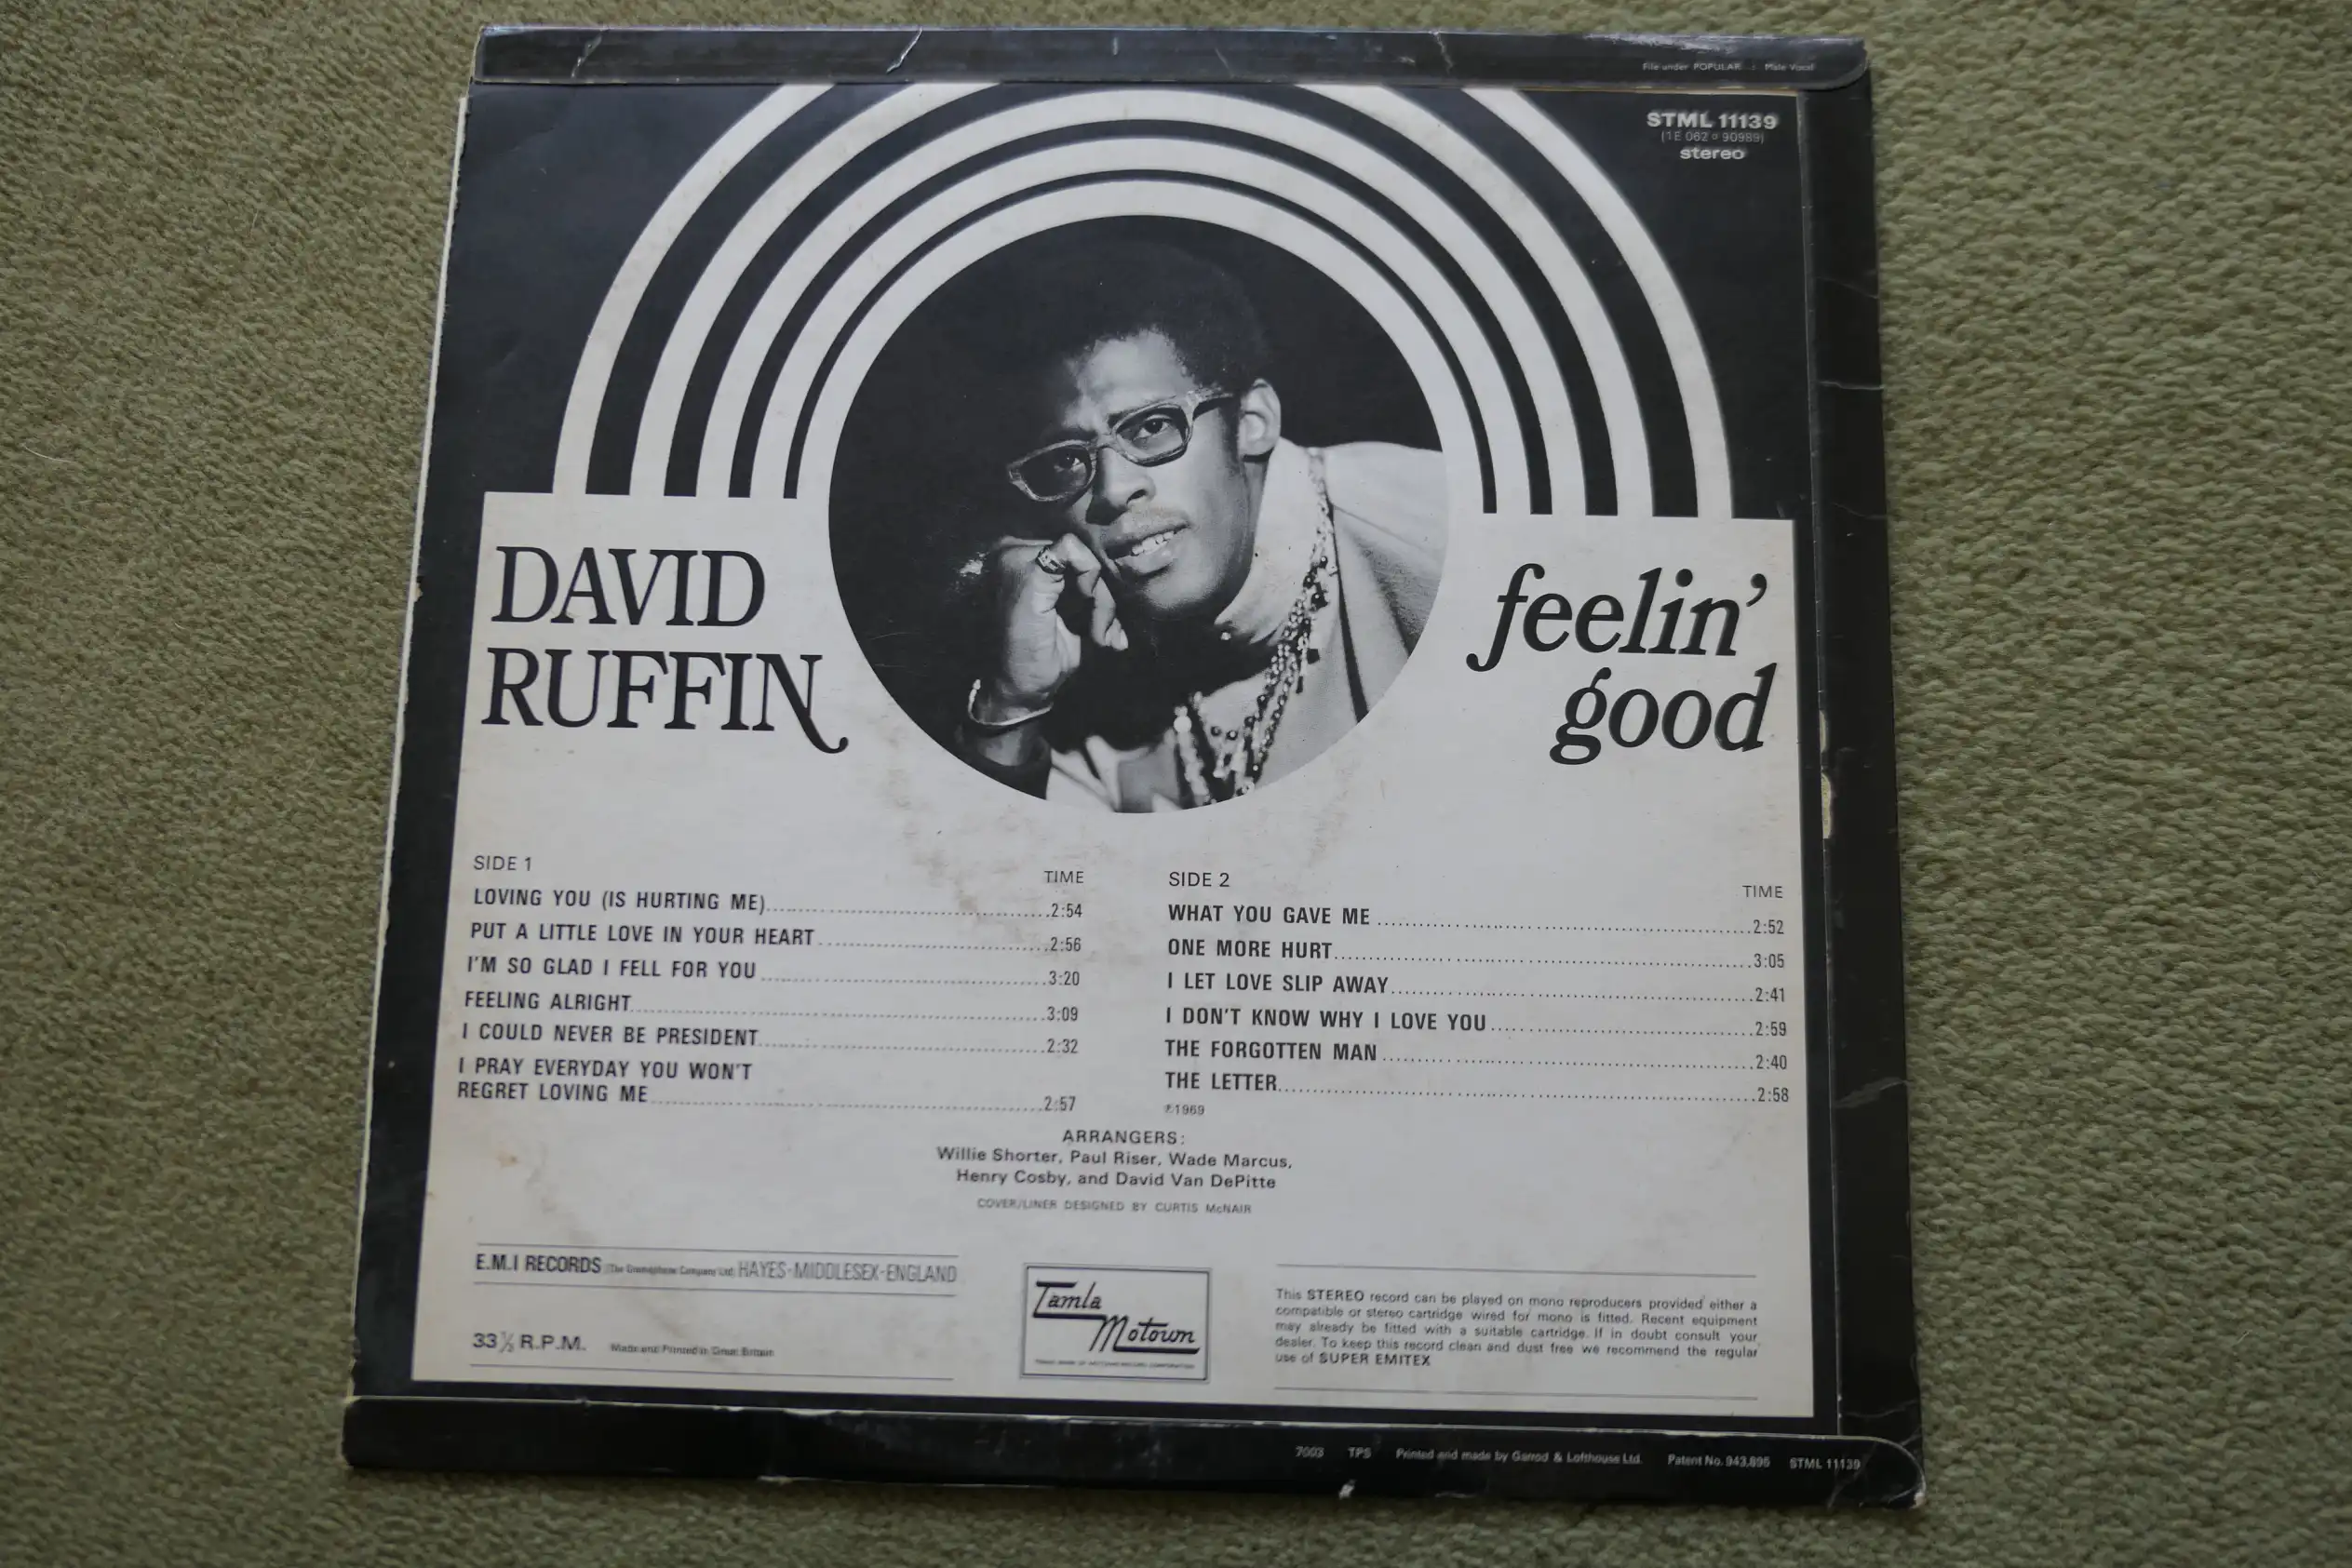 File under POPULAR : Male Vocal
STML 11139
(1E 062 o 90989)
stereo
DAVID
RUFFIN
feelin’
good
SIDE 1
TIME
LOVING YOU (IS HURTING ME) 2:54
PUT A LITTLE LOVE IN YOUR HEART 2:56
I'M SO GLAD I FELL FOR YOU 3:20
FEELING ALRIGHT 3:09
I COULD NEVER BE PRESIDENT 2:32
I PRAY EVERYDAY YOU WON'T
REGRET LOVING ME 2:57
SIDE 2
TIME
WHAT YOU GAVE ME 2:52
ONE MORE HURT 3:05
I LET LOVE SLIP AWAY 2:41
I DON'T KNOW WHY I LOVE YOU 2:59
THE FORGOTTEN MAN 2:40
THE LETTER 2:58
℗1969
ARRANGERS:
Willie Shorter, Paul Riser, Wade Marcus,
Henry Cosby, and David Van DePitte
COVER/LINER DESIGNED BY CURTIS McNAIR
E.M.I RECORDS (The Gramophone Company Ltd) HAYES·MIDDLESEX·ENGLAND
33⅓ R.P.M. Made and Printed in Great Britain
Tamla
Motown
TRADE MARK OF MOTOWN RECORD CORPORATION
This STEREO record can be played on mono reproducers provided either a
compatible or stereo cartridge wired for mono is fitted. Recent equipment
may already be fitted with a suitable cartridge. If in doubt consult your
dealer. To keep this record clean and dust free we recommend the regular
use of SUPER EMITEX
7003 TPS Printed and made by Garrod & Lofthouse Ltd. Patent No. 943,895 STML 11139